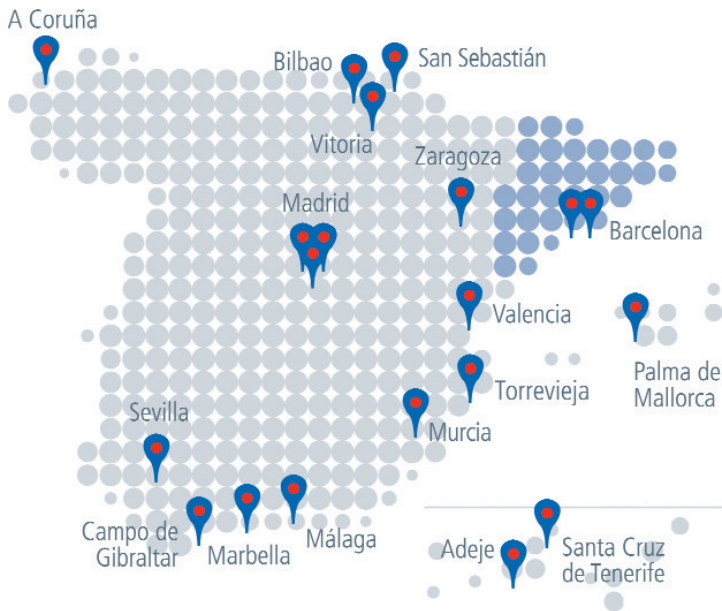 A Coruña
Bilbao
San Sebastián
Vitoria
Zaragoza
Madrid
Barcelona
Valencia
Palma de
Mallorca
Torrevieja
Sevilla
Murcia
Campo de
Gibraltar
Marbella
Málaga
Adeje
Santa Cruz
de Tenerife